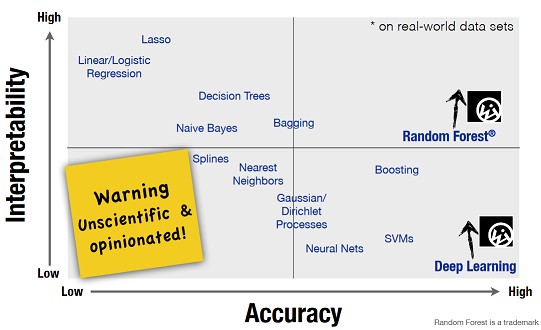 High
* on real-world data sets
Lasso
Linear/Logistic
Regression
Decision Trees
Naive Bayes
Bagging
Random Forest®
Interpretability
Splines
Nearest
Neighbors
Boosting
Gaussian/
Dirichlet
Processes
Neural Nets
SVMs
Deep Learning
Warning
Unscientific &
opinionated!
Low
Low
High
Accuracy
Random Forest is a trademark